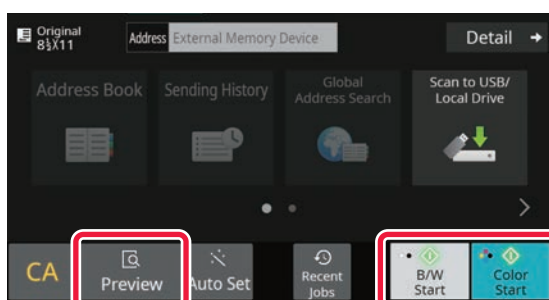 Original
8½X11
Address External Memory Device
Detail
Address Book
Sending History
Global
Address Search
Scan to USB/
Local Drive
CA
Preview
Auto Set
Recent
Jobs
B/W
Start
Color
Start